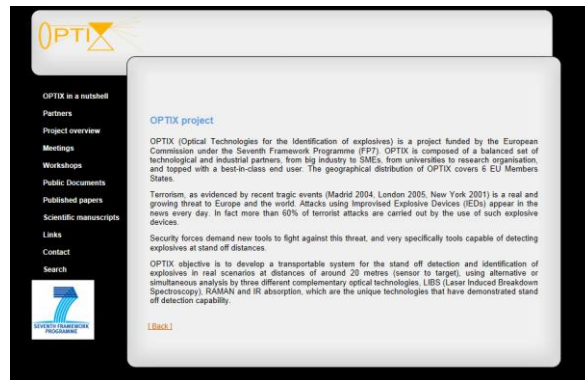 OPTIX
OPTIX in a nutshell
Partners
Project overview
Meetings
Workshops
Public Documents
Published papers
Scientific manuscripts
Links
Contact
Search
SEVENTH FRAMEWORK
PROGRAMME
OPTIX project
OPTIX (Optical Technologies for the Identification of explosives) is a project funded by the European
Commission under the Seventh Framework Programme (FP7). OPTIX is composed of a balanced set of
technological and industrial partners, from big industry to SMEs, from universities to research organisation,
and topped with a best-in-class end user. The geographical distribution of OPTIX covers 6 EU Members
States.
Terrorism, as evidenced by recent tragic events (Madrid 2004, London 2005, New York 2001) is a real and
growing threat to Europe and the world. Attacks using Improvised Explosive Devices (IEDs) appear in the
news every day. In fact more than 60% of terrorist attacks are carried out by the use of such explosive
devices.
Security forces demand new tools to fight against this threat, and very specifically tools capable of detecting
explosives at stand off distances.
OPTIX objective is to develop a transportable system for the stand off detection and identification of
explosives in real scenarios at distances of around 20 metres (sensor to target), using alternative or
simultaneous analysis by three different complementary optical technologies, LIBS (Laser Induced Breakdown
Spectroscopy), RAMAN and IR absorption, which are the unique technologies that have demonstrated stand
off detection capability.
[ Back ]